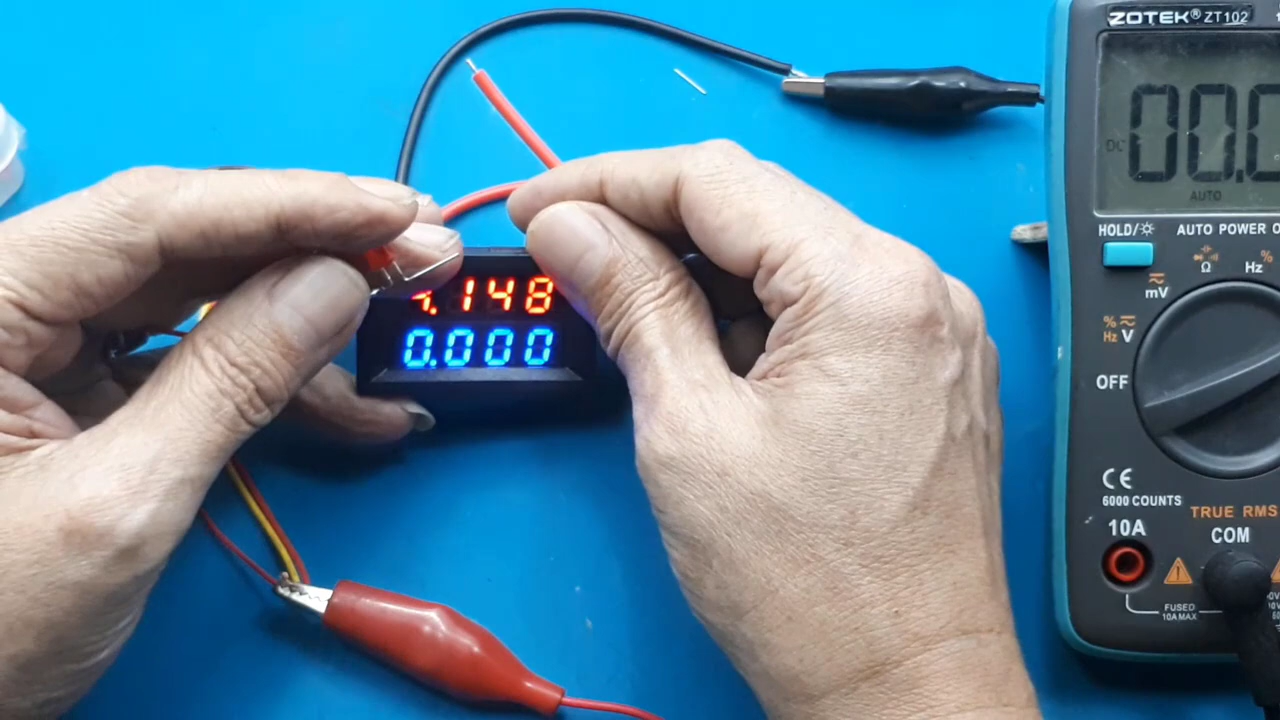 ZOTEK® ZT102
DC
00.0
AUTO
HOLD/ AUTO POWER O
Ω Hz %
mV
% Hz V
OFF
.148
0.000
CE
6000 COUNTS
TRUE RMS
10A
COM
FUSED
10A MAX